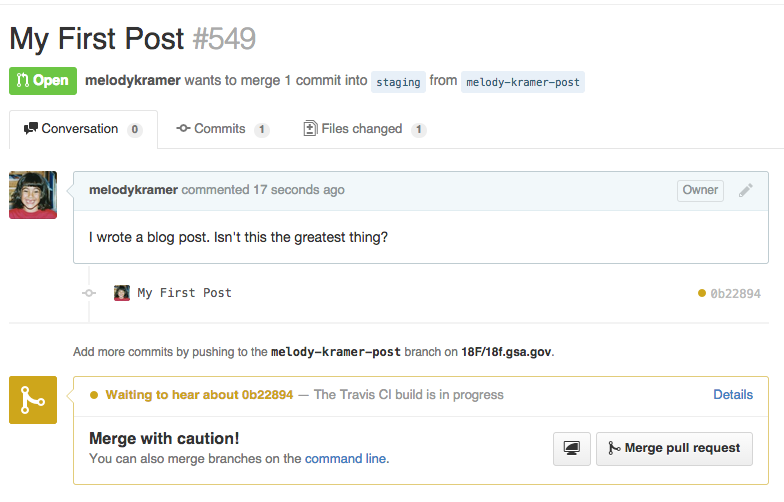 My First Post #549
Open melodykramer wants to merge 1 commit into staging from melody-kramer-post
Conversation 0 Commits 1 Files changed 1
melodykramer commented 17 seconds ago Owner
I wrote a blog post. Isn't this the greatest thing?
My First Post 0b22894
Add more commits by pushing to the melody-kramer-post branch on 18F/18f.gsa.gov.
Waiting to hear about 0b22894 — The Travis CI build is in progress Details
Merge with caution!
You can also merge branches on the command line.
Merge pull request